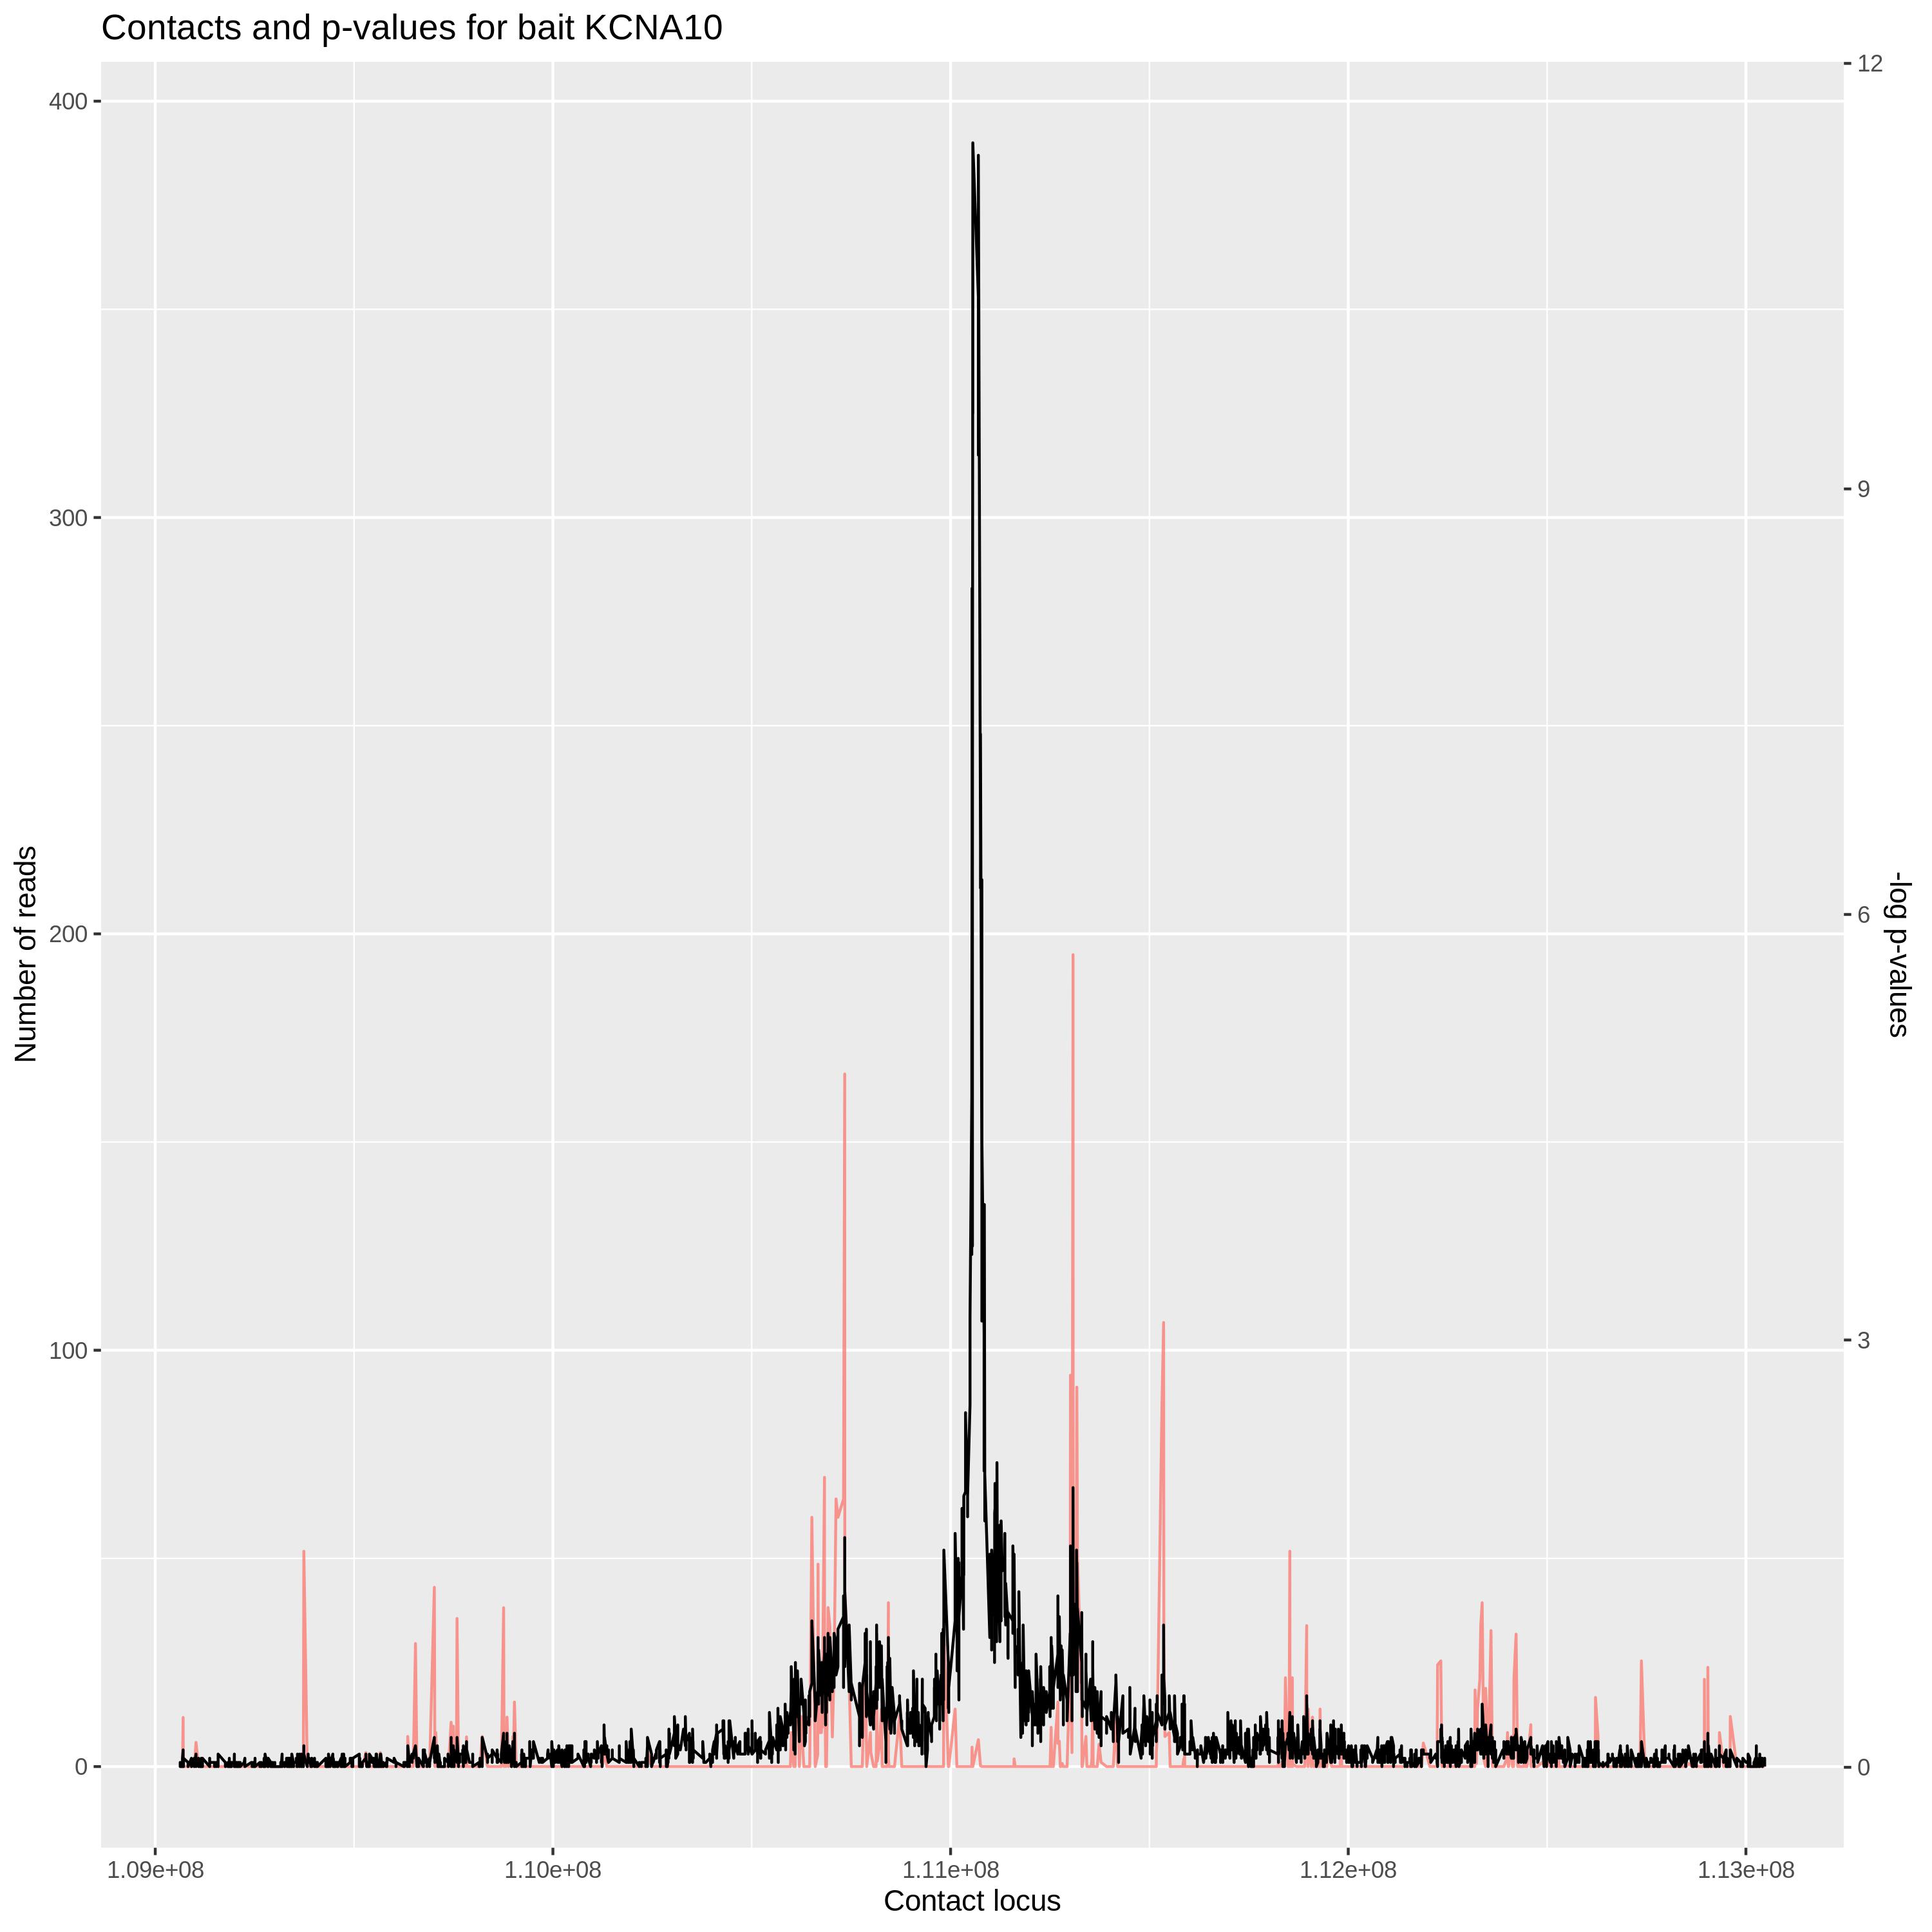 Contacts and p-values for bait KCNA10
Number of reads
400
300
200
100
0
12
9
6
3
0
-log p-values
1.09e+08
1.10e+08
1.11e+08
1.12e+08
1.13e+08
Contact locus